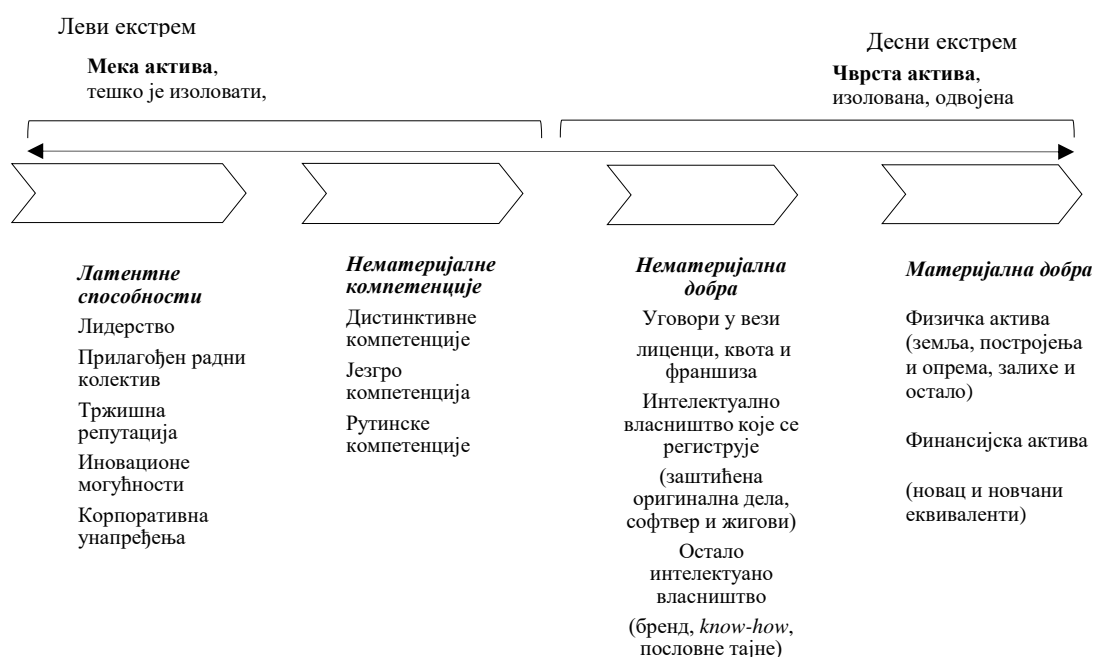 Леви екстрем
Мека актива,
тешко је изоловати,
Десни екстрем
Чврста актива,
изолована, одвојена
Латентне
способности
Лидерство
Прилагођен радни
колектив
Тржишна
репутација
Иновационе
могућности
Корпоративна
унапређења
Нематеријалне
компетенције
Дистинктивне
компетенције
Језгро
компетенција
Рутинске
компетенције
Нематеријална
добра
Уговори у вези
лиценци, квота и
франшиза
Интелектуално
власништво које се
региструје
(заштићена
оригинална дела,
софтвер и жигови)
Остало
интелектуано
власништво
(бренд, know-how,
пословне тајне)
Материјална добра
Физичка актива
(земља, постројења
и опрема, залихе и
остало)
Финансијска актива
(новац и новчани
еквиваленти)